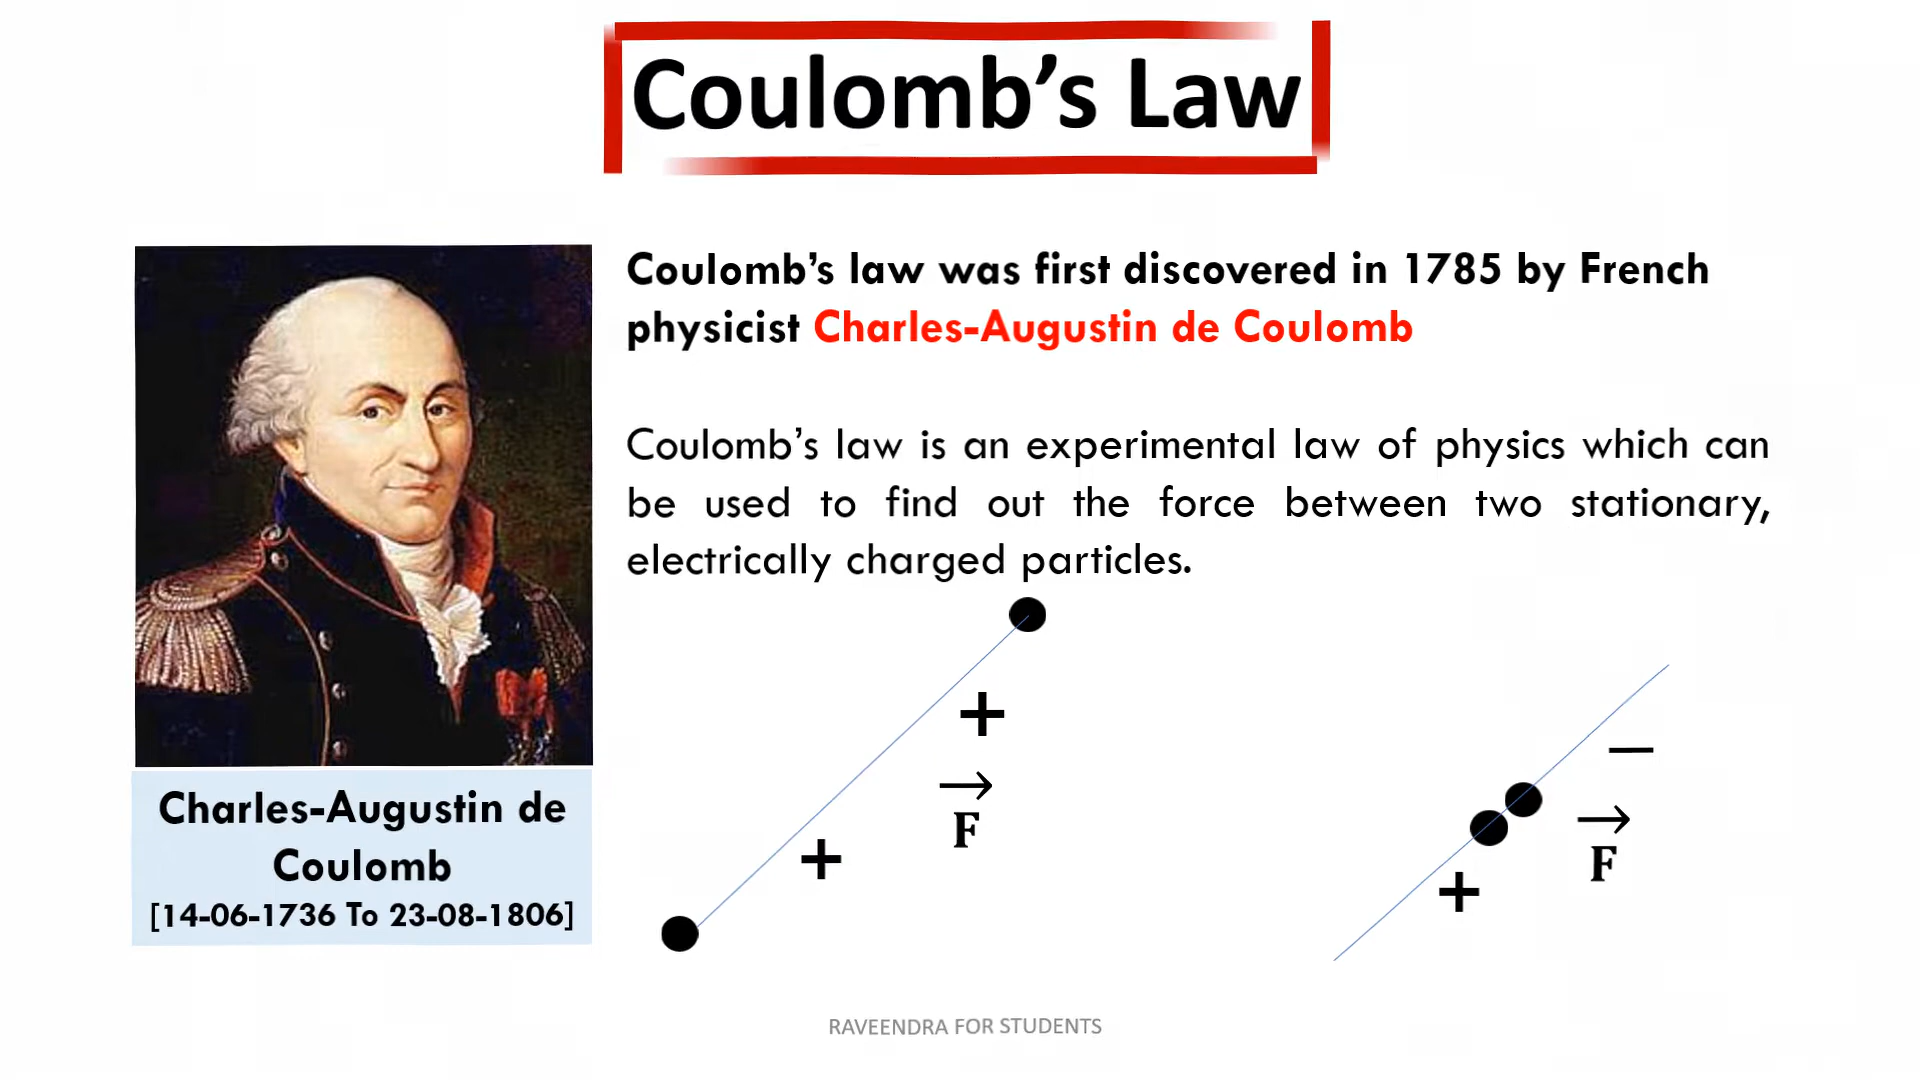 Coulomb’s Law
Coulomb’s law was first discovered in 1785 by French
physicist Charles-Augustin de Coulomb
Coulomb’s law is an experimental law of physics which can
be used to find out the force between two stationary,
electrically charged particles.
+
F
+
−
F
+
Charles-Augustin de
Coulomb
[14-06-1736 To 23-08-1806]
RAVEENDRA FOR STUDENTS